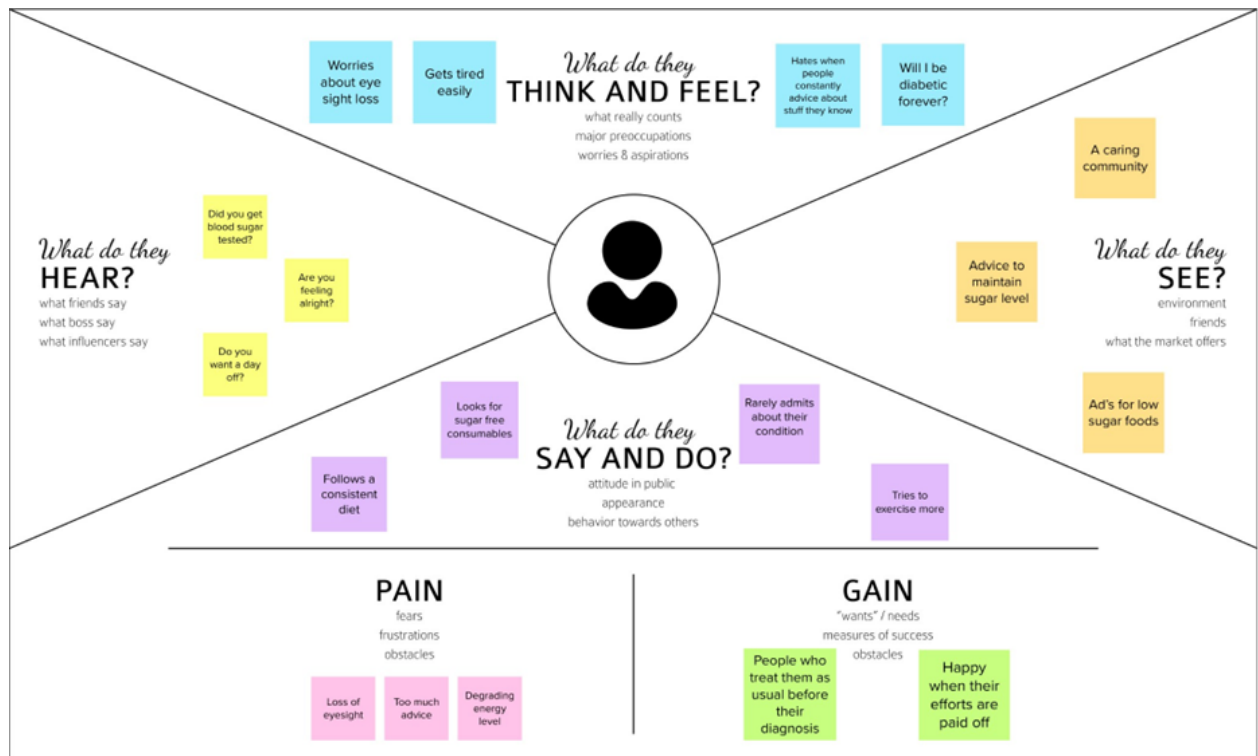 Worries
about eye
sight loss
Gets tired
easily
What do they
THINK AND FEEL?
what really counts
major preoccupations
worries & aspirations
Hates when
people
constantly
advice about
stuff they know
Will I be
diabetic
forever?
What do they
HEAR?
what friends say
what boss say
what influencers say
Did you get
blood sugar
tested?
Are you
feeling
alright?
Do you
want a day
off?
A caring
community
Advice to
maintain
sugar level
Ad's for low
sugar foods
What do they
SEE?
environment
friends
what the market offers
Follows a
consistent
diet
Looks for
sugar free
consumables
What do they
SAY AND DO?
attitude in public
appearance
behavior towards others
Rarely admits
about their
condition
Tries to
exercise more
PAIN
fears
frustrations
obstacles
Loss of
eyesight
Too much
advice
Degrading
energy
level
GAIN
"wants" / needs
measures of success
obstacles
People who
treat them as
usual before
their
diagnosis
Happy
when their
efforts are
paid off